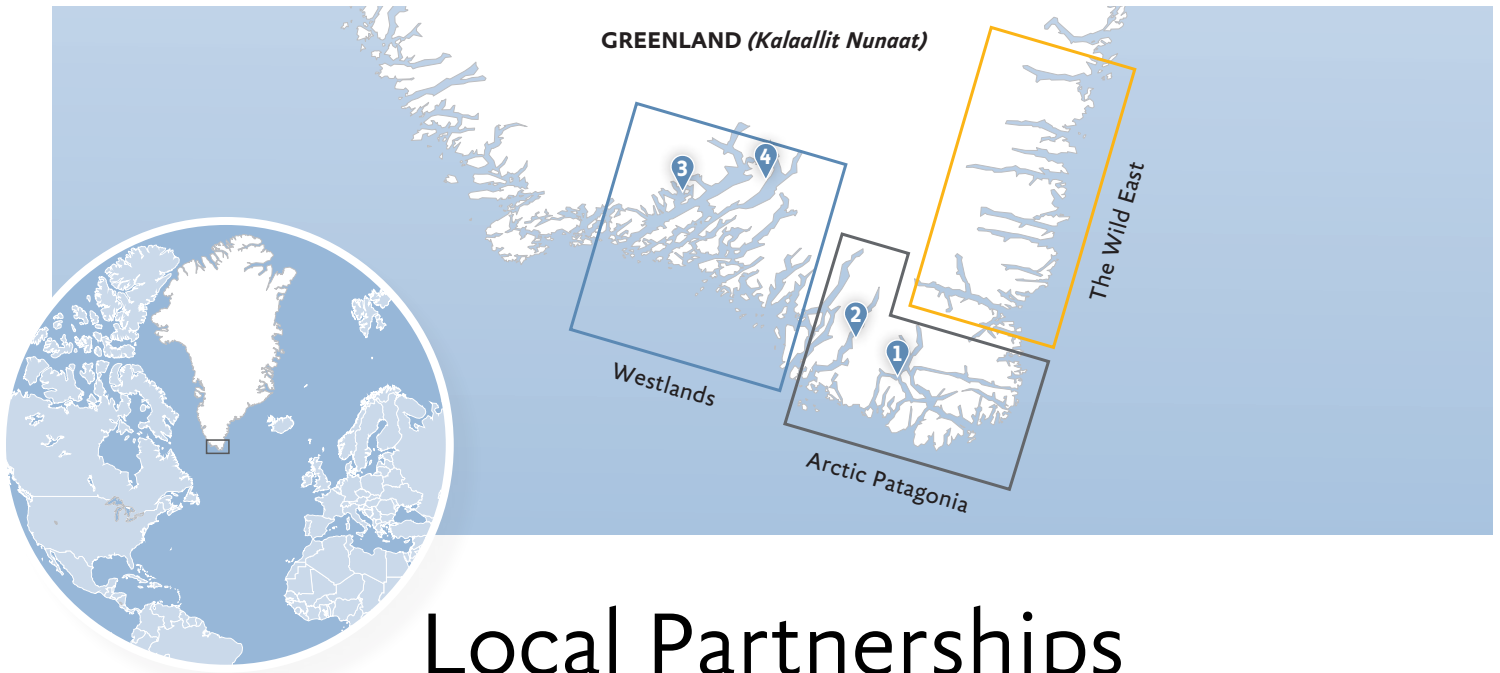 GREENLAND (Kalaallit Nunaat)
3
4
The Wild East
2
1
Westlands
Arctic Patagonia
Local Partnerships